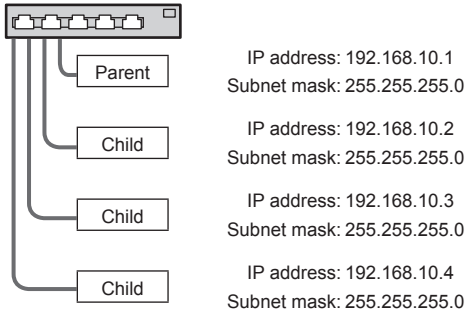 Parent
IP address: 192.168.10.1
Subnet mask: 255.255.255.0
Child
IP address: 192.168.10.2
Subnet mask: 255.255.255.0
Child
IP address: 192.168.10.3
Subnet mask: 255.255.255.0
Child
IP address: 192.168.10.4
Subnet mask: 255.255.255.0